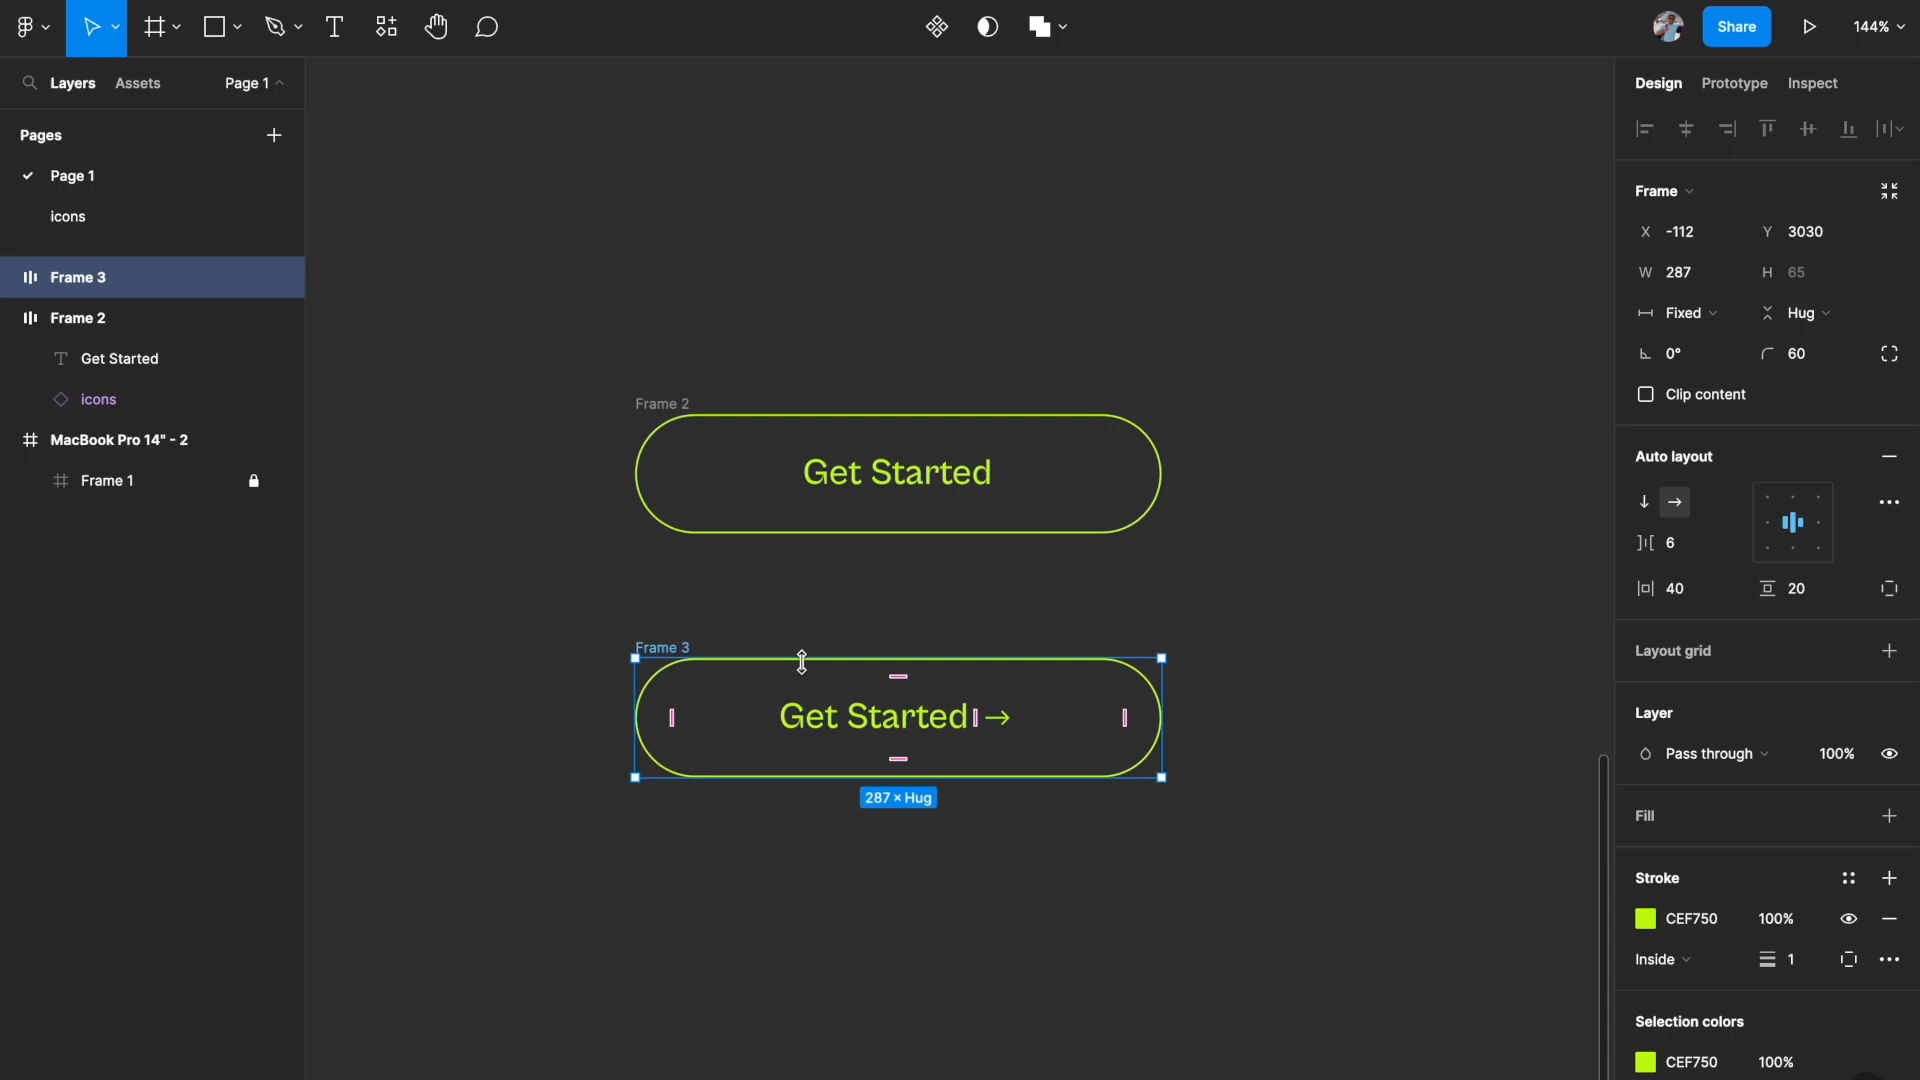 Share
144%
Layers
Assets
Page 1
Pages
Page 1
icons
Frame 3
Frame 2
Get Started
icons
MacBook Pro 14" - 2
Frame 1
Frame 2
Get Started
Frame 3
Get Started
287 × Hug
Design
Prototype
Inspect
Frame
X -112
Y 3030
W 287
H 65
Fixed
Hug
0°
60
Clip content
Auto layout
6
40
20
Layout grid
Layer
Pass through
100%
Fill
Stroke
CEF750
100%
Inside
1
Selection colors
CEF750
100%